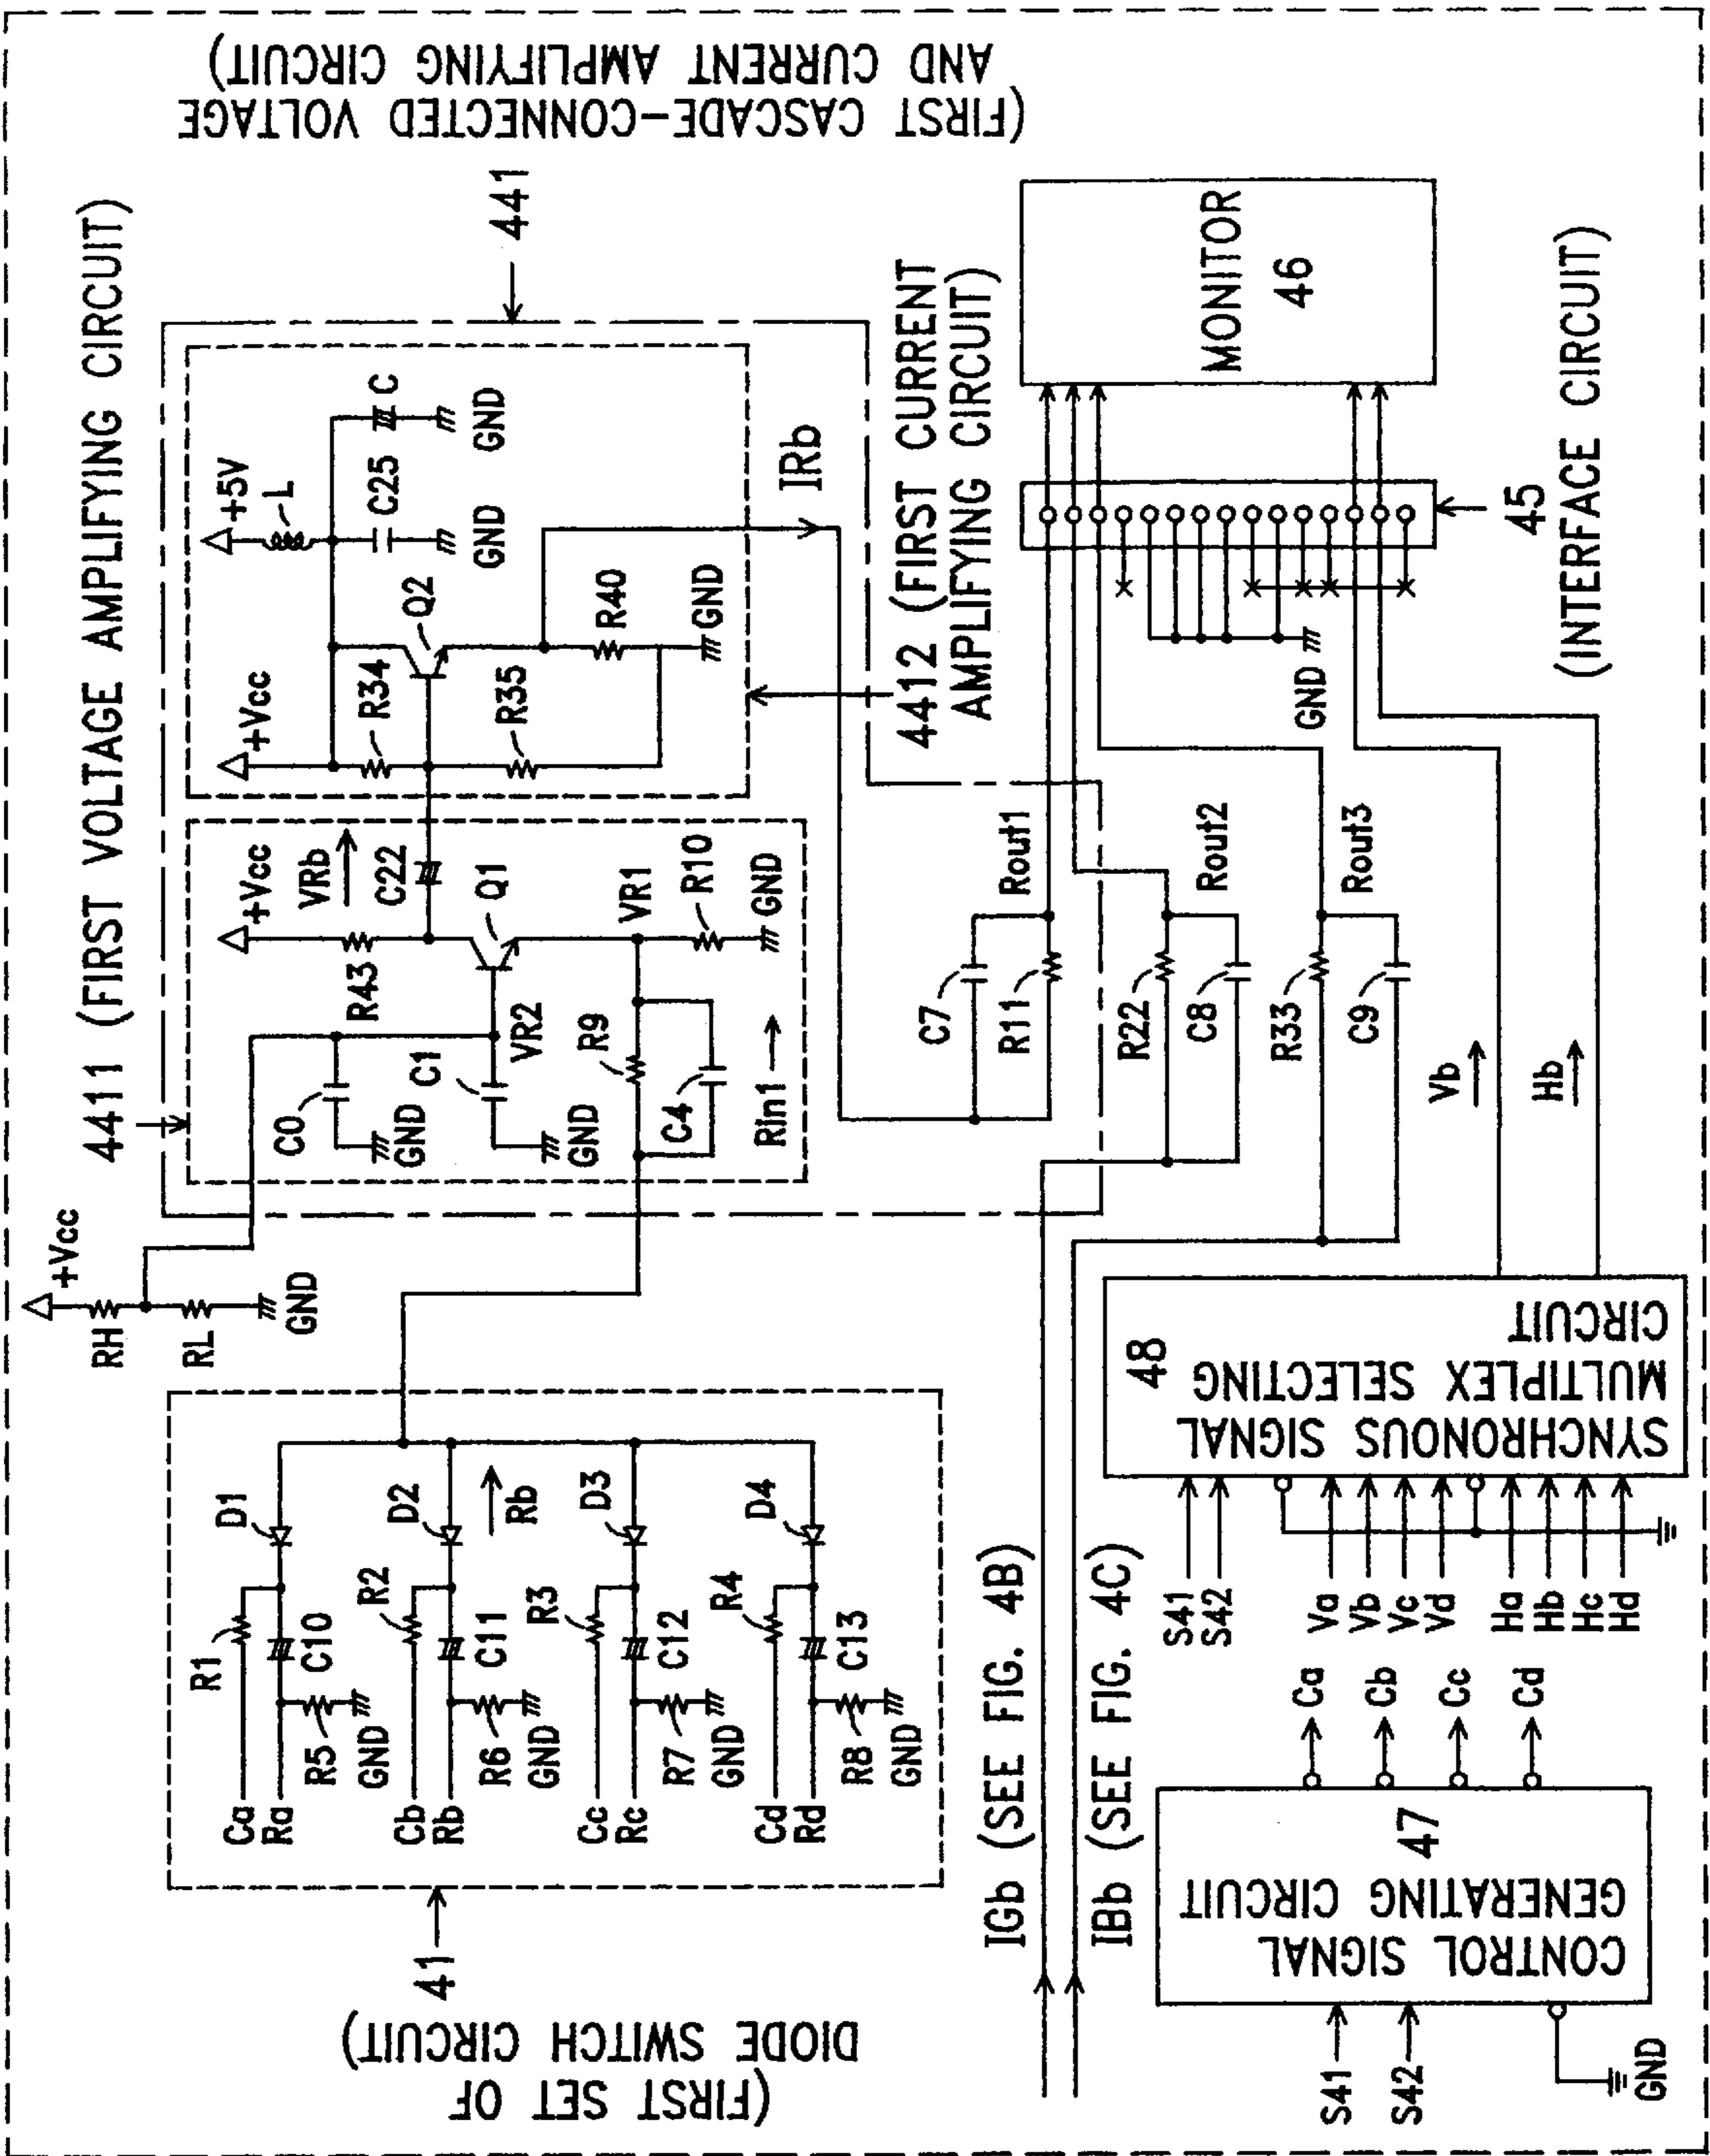 4411 (FIRST VOLTAGE AMPLIFYING CIRCUIT)
(FIRST CASCADE-CONNECTED VOLTAGE
AND CURRENT AMPLIFYING CIRCUIT)
441
+Vcc
RH
RL
GND
C0
GND
C1
GND
VR2
R43
+Vcc
VRb
C22
Q1
VR1
R10
GND
R9
C4
Rin1
+Vcc
R34
R35
Q2
R40
GND
+5V
L
C25
GND
C
GND
IRb
4412 (FIRST CURRENT
AMPLIFYING CIRCUIT)
41
(FIRST SET OF
DIODE SWITCH CIRCUIT)
Ca
Ra
R1
R5
GND
C10
D1
Cb
Rb
R2
R6
GND
C11
D2
Rb
Cc
Rc
R3
R7
GND
C12
D3
Cd
Rd
R4
R8
GND
C13
D4
C7
R11
Rout1
R22
C8
Rout2
R33
C9
Rout3
IGb (SEE FIG. 4B)
IBb (SEE FIG. 4C)
MONITOR
46
45
(INTERFACE CIRCUIT)
GND
Vb
Hb
S41
S42
GND
CONTROL SIGNAL
GENERATING CIRCUIT
47
Ca
Cb
Cc
Cd
S41
S42
Va
Vb
Vc
Vd
Ha
Hb
Hc
Hd
48
SYNCHRONOUS SIGNAL
MULTIPLEX SELECTING
CIRCUIT